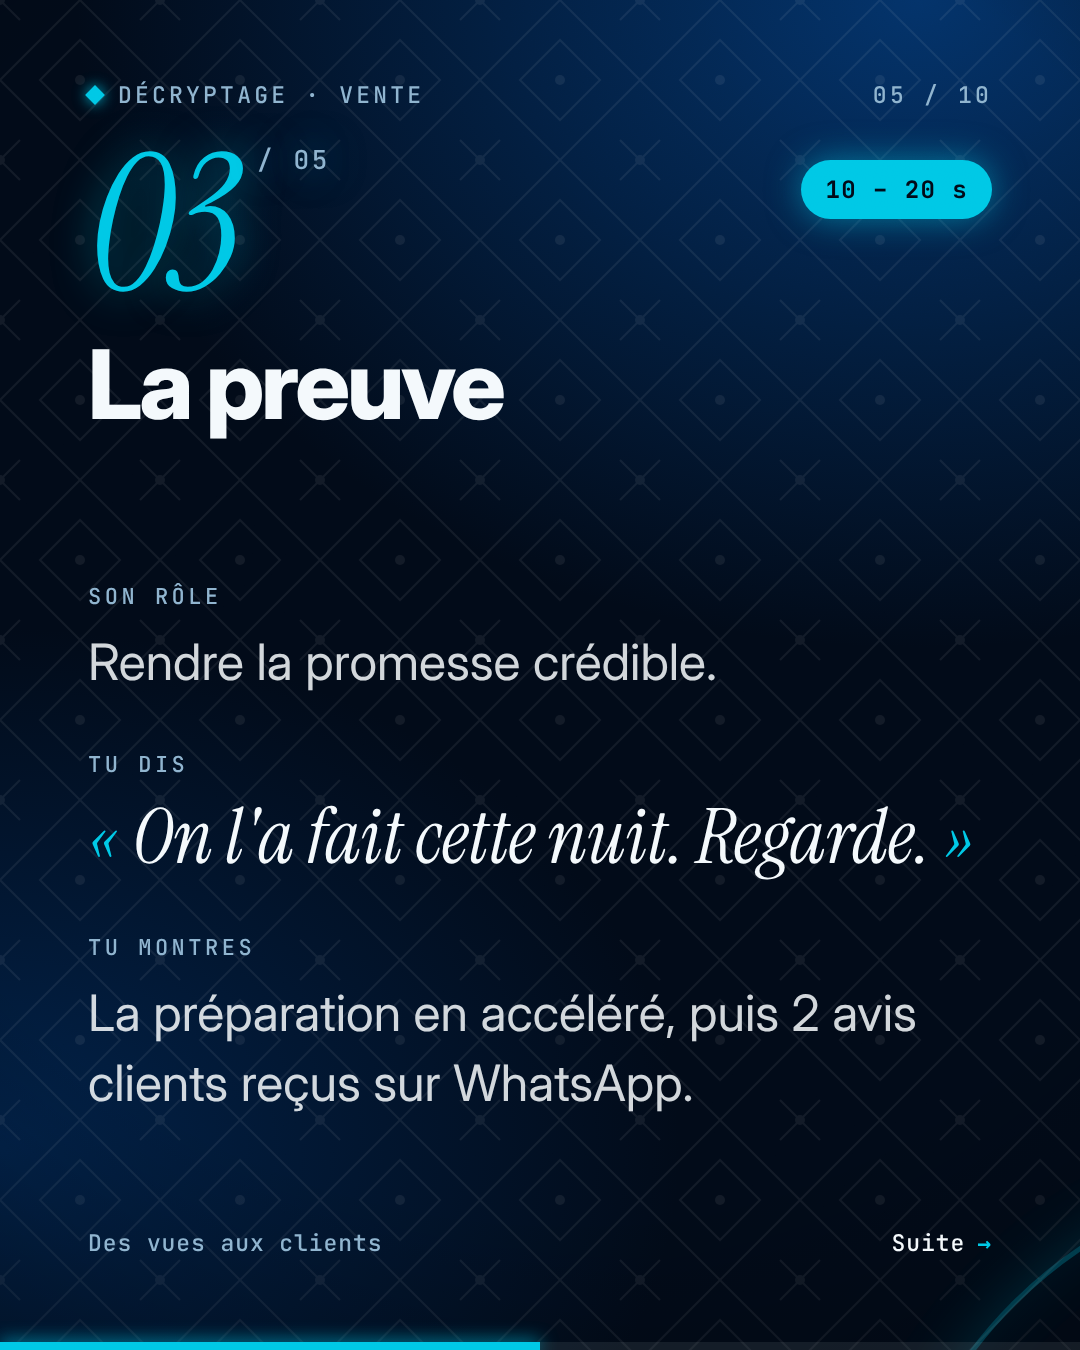 DÉCRYPTAGE · VENTE
05 / 10
03 / 05
10 – 20 s
La preuve
SON RÔLE
Rendre la promesse crédible.
TU DIS
« On l'a fait cette nuit. Regarde. »
TU MONTRES
La préparation en accéléré, puis 2 avis
clients reçus sur WhatsApp.
Des vues aux clients
Suite →